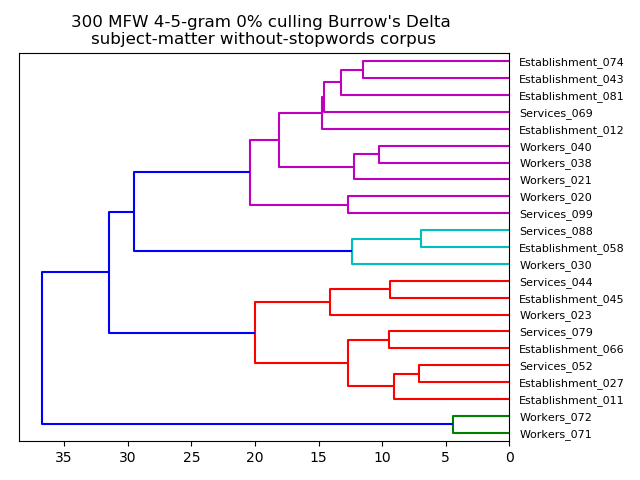 300 MFW 4-5-gram 0% culling Burrow's Delta
subject-matter without-stopwords corpus
Establishment_074
Establishment_043
Establishment_081
Services_069
Establishment_012
Workers_040
Workers_038
Workers_021
Workers_020
Services_099
Services_088
Establishment_058
Workers_030
Services_044
Establishment_045
Workers_023
Services_079
Establishment_066
Services_052
Establishment_027
Establishment_011
Workers_072
Workers_071
35 30 25 20 15 10 5 0